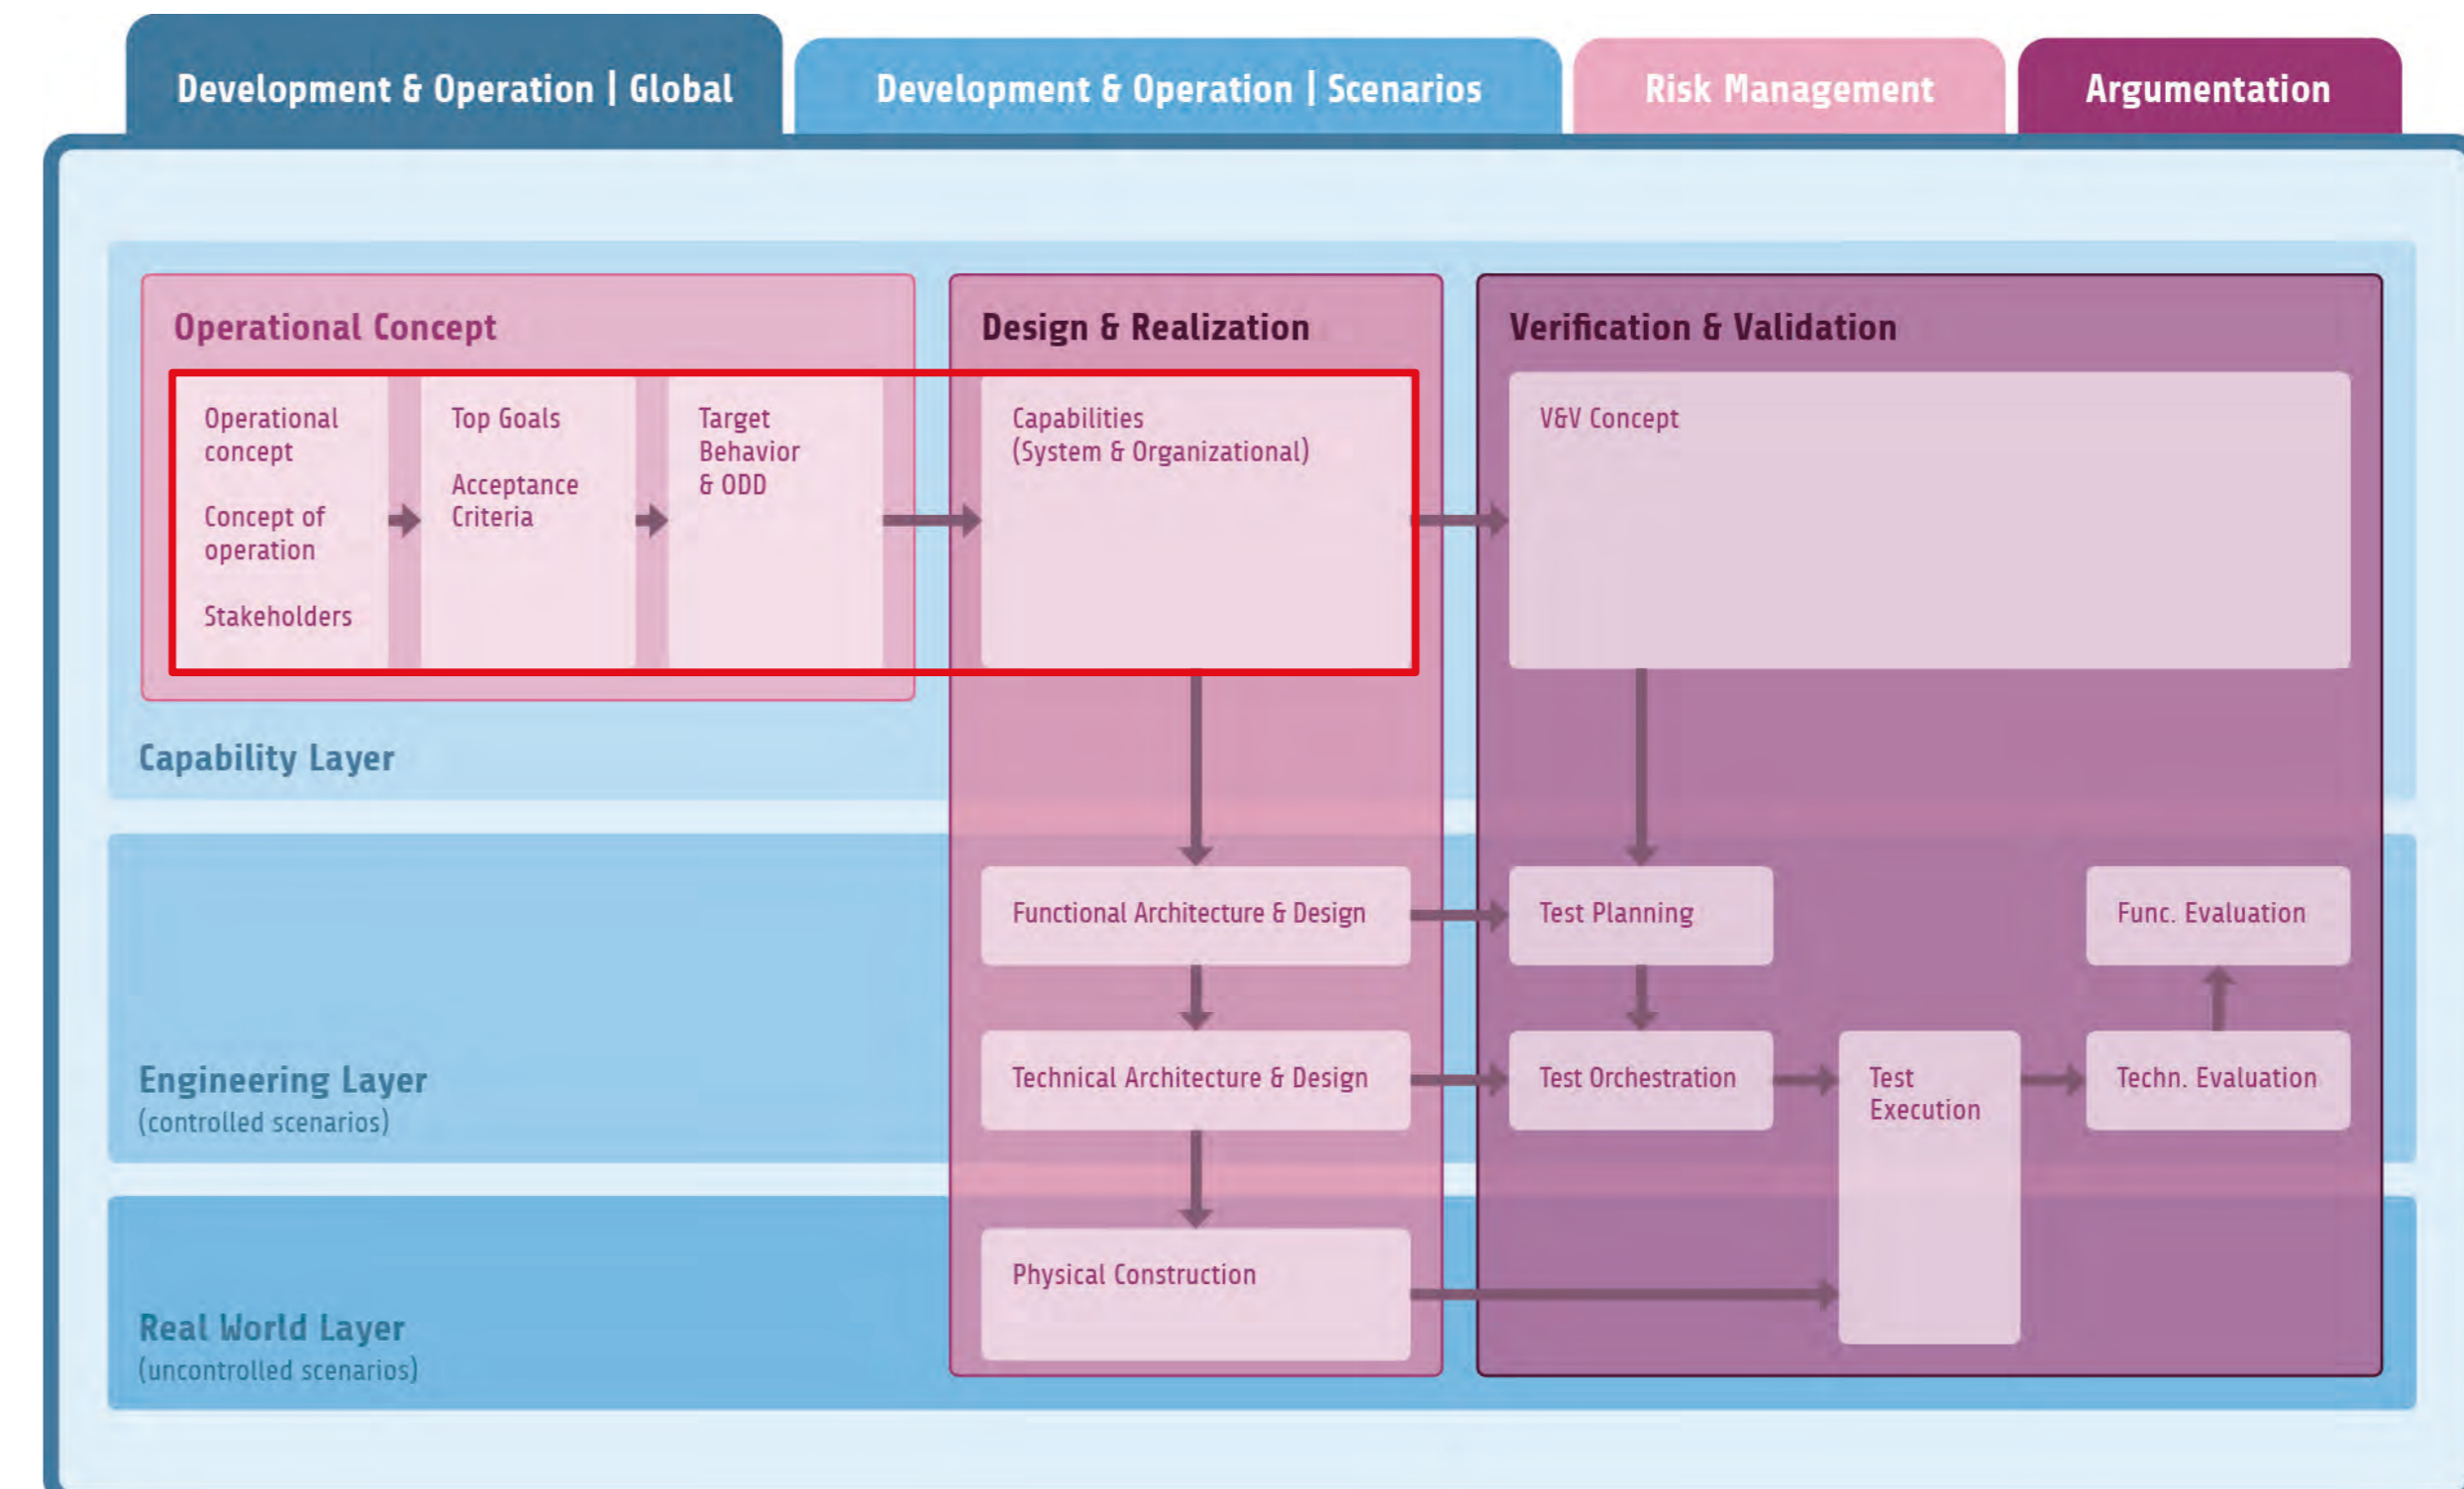 Development & Operation | Global
Development & Operation | Scenarios
Risk Management
Argumentation
Operational Concept
Operational
concept
Concept of
operation
Stakeholders
Top Goals
Acceptance
Criteria
Target
Behavior
& ODD
Design & Realization
Capabilities
(System & Organizational)
Verification & Validation
V&V Concept
Capability Layer
Functional Architecture & Design
Test Planning
Func. Evaluation
Engineering Layer
(controlled scenarios)
Technical Architecture & Design
Test Orchestration
Test
Execution
Techn. Evaluation
Real World Layer
(uncontrolled scenarios)
Physical Construction